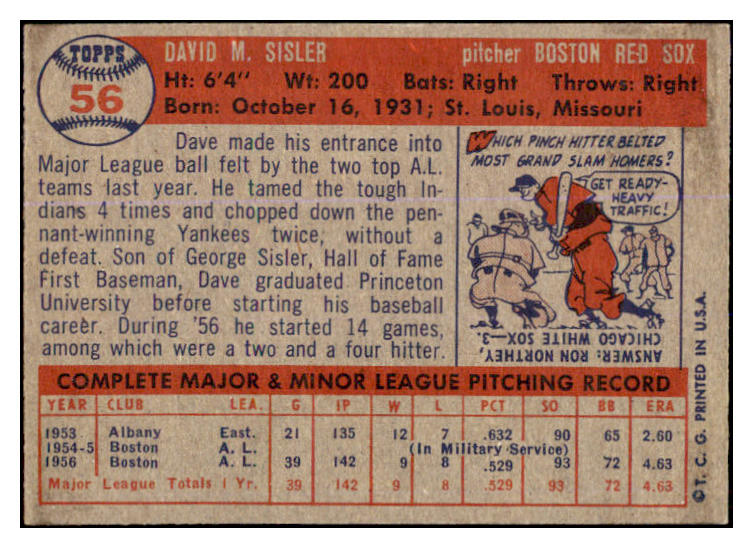 TOPPS
56
DAVID M. SISLER pitcher BOSTON RED SOX
Ht: 6'4" Wt: 200 Bats: Right Throws: Right
Born: October 16, 1931; St. Louis, Missouri
Dave made his entrance into
Major League ball felt by the two top A.L.
teams last year. He tamed the tough In-
dians 4 times and chopped down the pen-
nant-winning Yankees twice, without a
defeat. Son of George Sisler, Hall of Fame
First Baseman, Dave graduated Princeton
University before starting his baseball
career. During '56 he started 14 games,
among which were a two and a four hitter.
WHICH PINCH HITTER BELTED
MOST GRAND SLAM HOMERS?
GET READY-
HEAVY
TRAFFIC!
ANSWER: RON NORTHEY,
CHICAGO WHITE SOX—3.
COMPLETE MAJOR & MINOR LEAGUE PITCHING RECORD
YEAR CLUB LEA. G IP W L PCT SO BB ERA
1953 Albany East. 21 135 12 7 .632 90 65 2.60
1954-5 Boston A. L. (In Military Service)
1956 Boston A. L. 39 142 9 8 .529 93 72 4.63
Major League Totals 1 Yr. 39 142 9 8 .529 93 72 4.63
©T. C. G. PRINTED IN U.S.A.